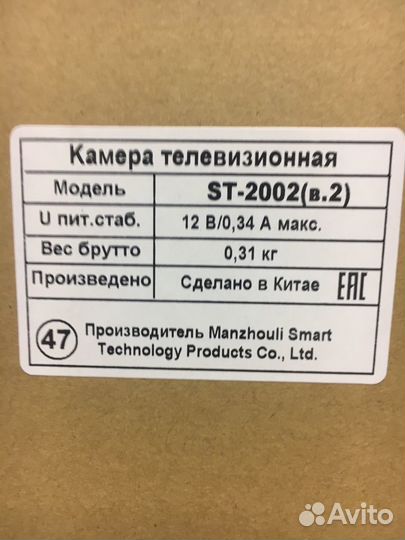 Камера телевизионная
Модель ST-2002(в.2)
U пит.стаб. 12 В/0,34 А макс.
Вес брутто 0,31 кг
Произведено Сделано в Китае EAC
47 Производитель Manzhouli Smart
Technology Products Co., Ltd.
Avito